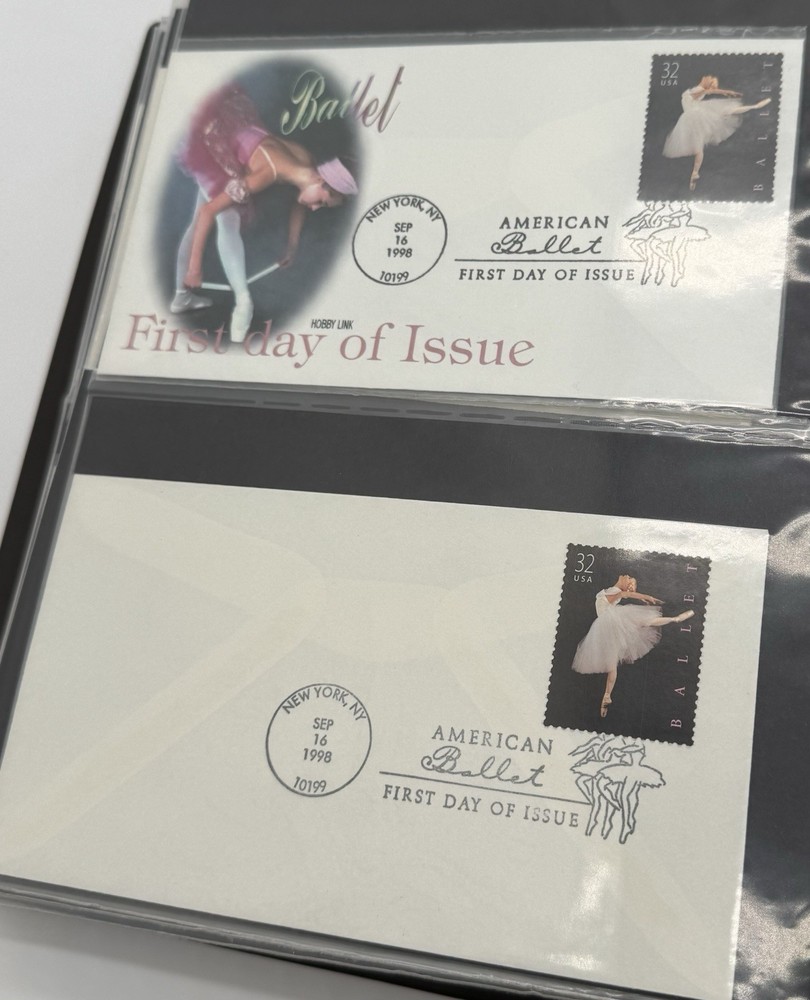 Ballet
32
USA
BALLET
NEW YORK, NY
SEP
16
1998
10199
AMERICAN
Ballet
FIRST DAY OF ISSUE
HOBBY LINK
First day of Issue
32
USA
BALLET
NEW YORK, NY
SEP
16
1998
10199
AMERICAN
Ballet
FIRST DAY OF ISSUE